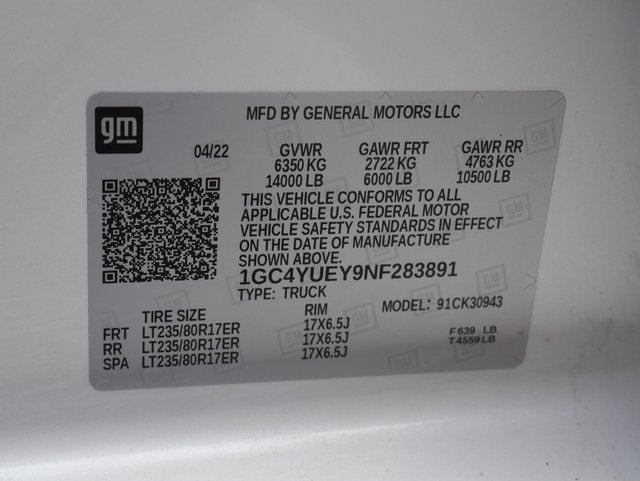 gm
MFD BY GENERAL MOTORS LLC
04/22 GVWR GAWR FRT GAWR RR
6350 KG 2722 KG 4763 KG
14000 LB 6000 LB 10500 LB
THIS VEHICLE CONFORMS TO ALL
APPLICABLE U.S. FEDERAL MOTOR
VEHICLE SAFETY STANDARDS IN EFFECT
ON THE DATE OF MANUFACTURE
SHOWN ABOVE.
1GC4YUEY9NF283891
TYPE: TRUCK MODEL: 91CK30943
TIRE SIZE RIM
FRT LT235/80R17ER 17X6.5J
RR LT235/80R17ER 17X6.5J
SPA LT235/80R17ER 17X6.5J
F 639 LB
T 4559 LB